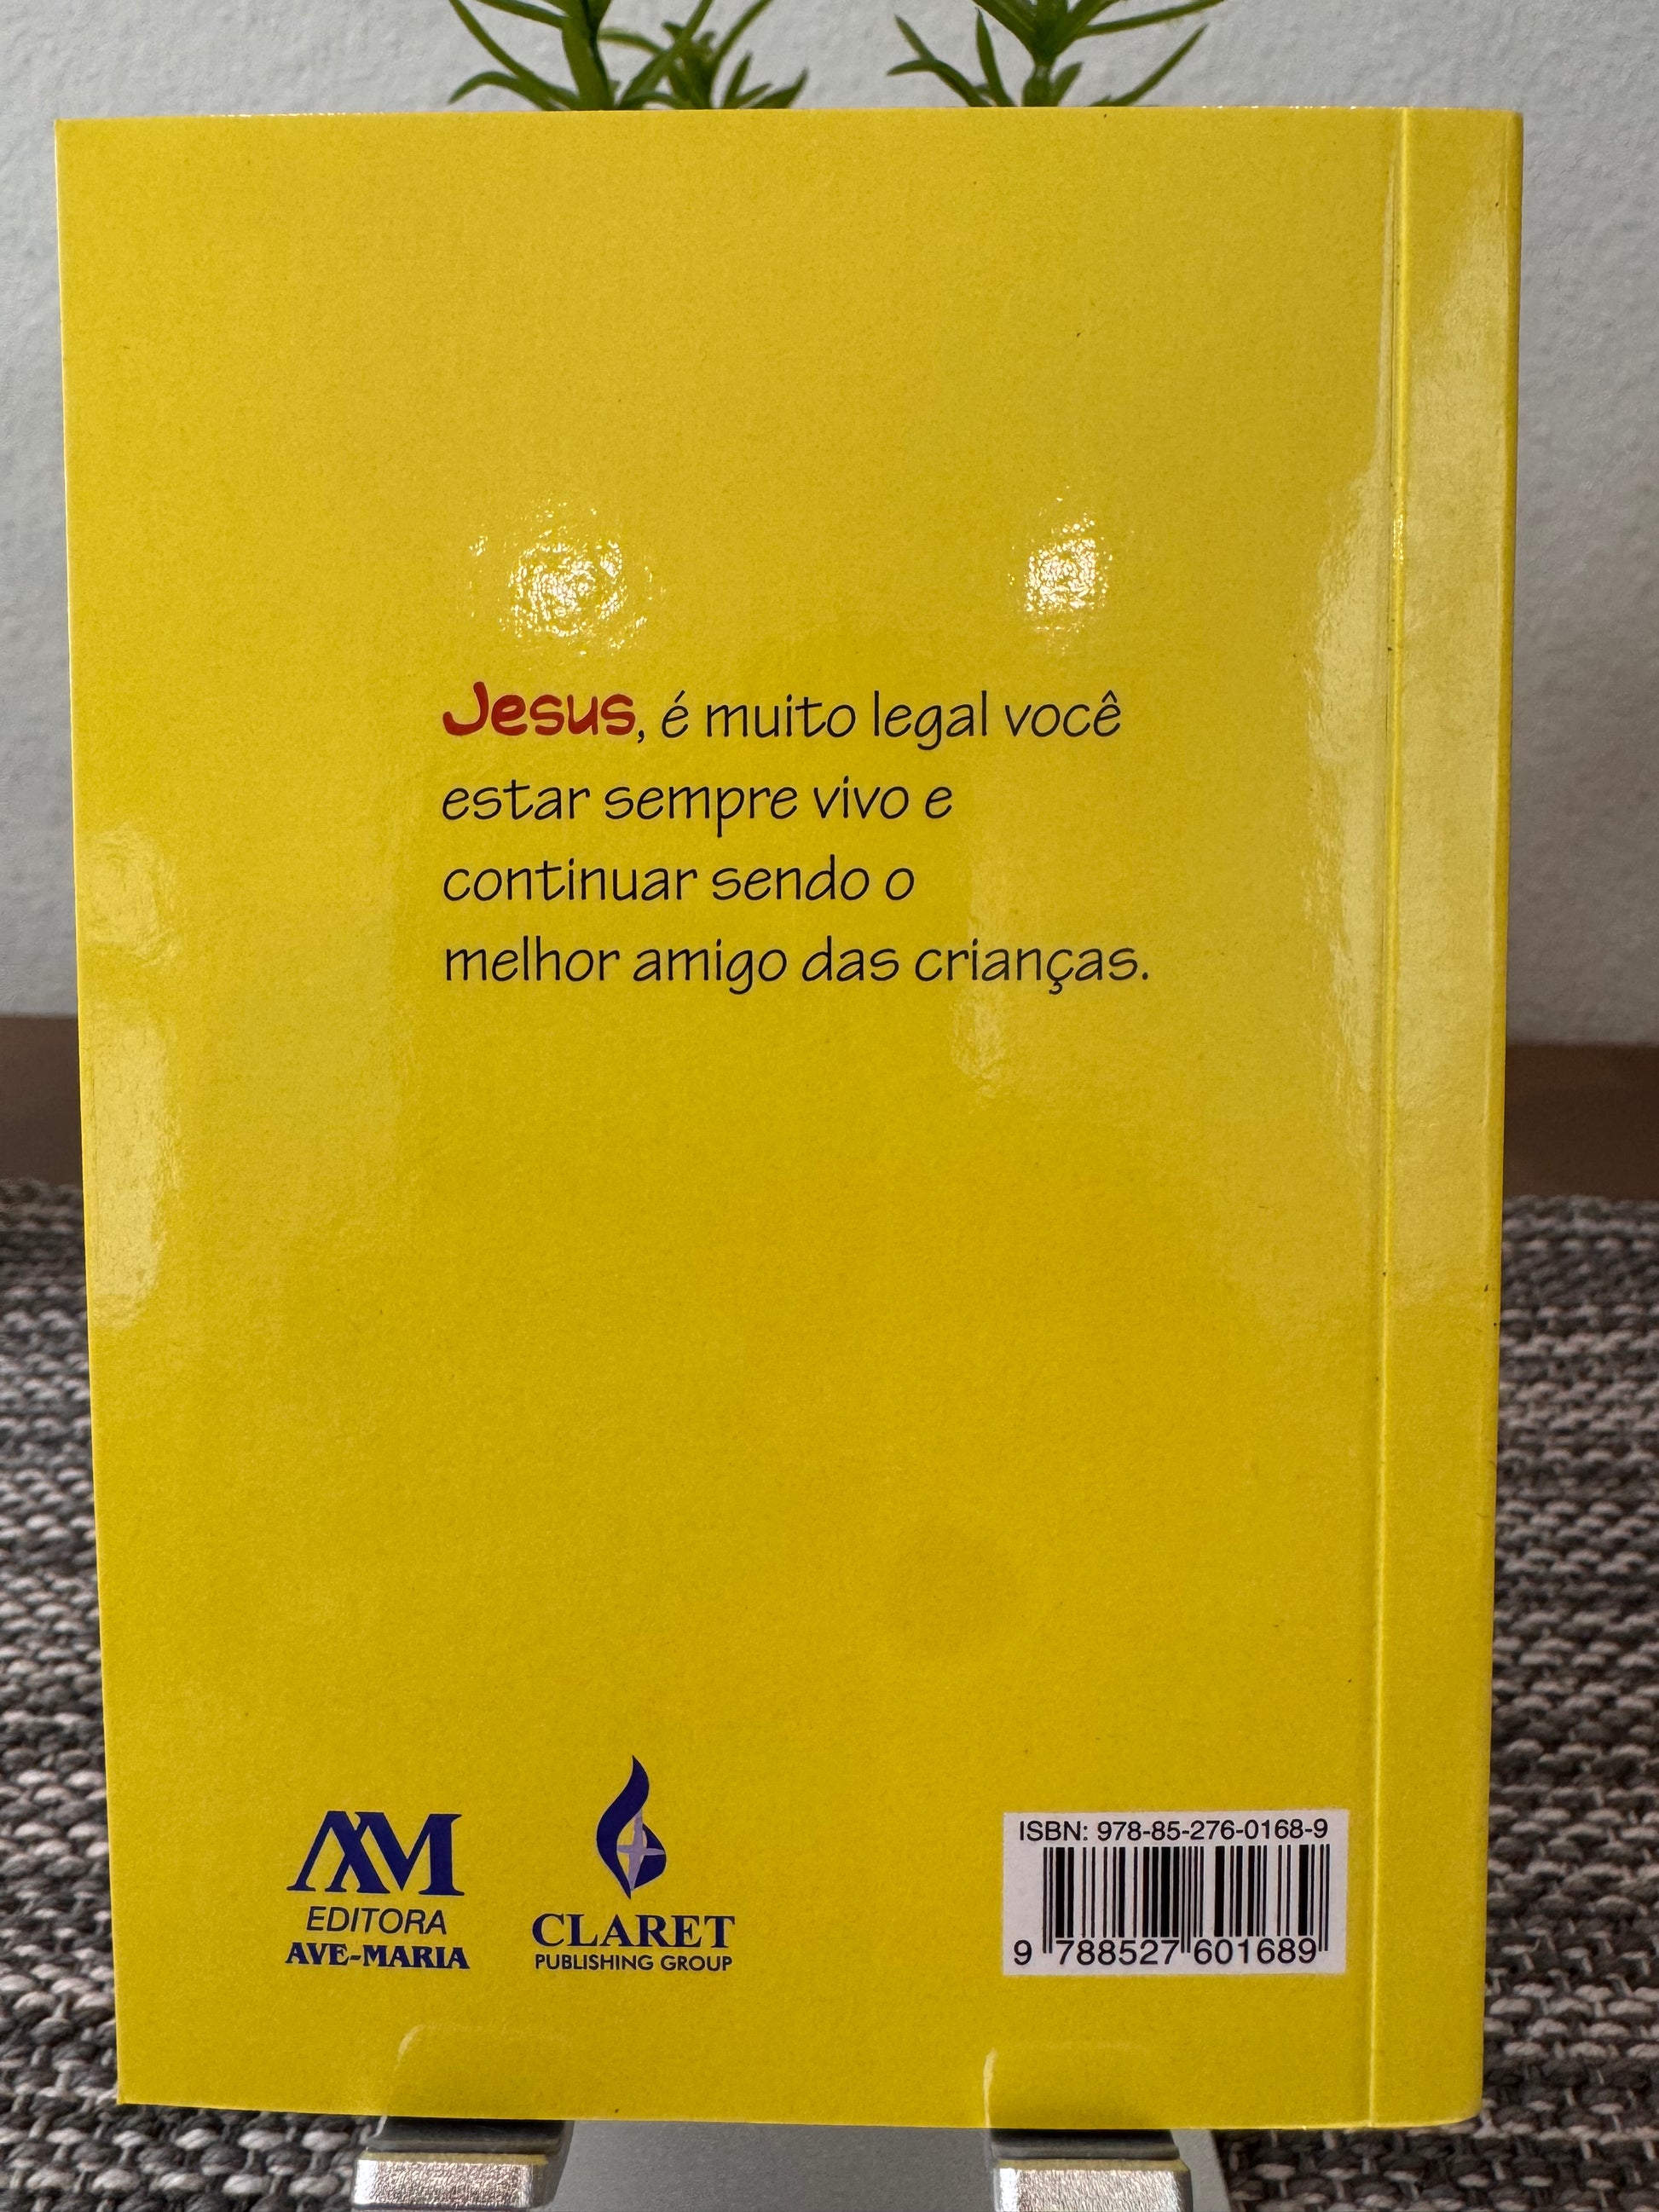 Jesus, é muito legal você
estar sempre vivo e
continuar sendo o
melhor amigo das crianças.
AM
EDITORA
AVE-MARIA
CLARET
PUBLISHING GROUP
ISBN: 978-85-276-0168-9
9 788527 601689